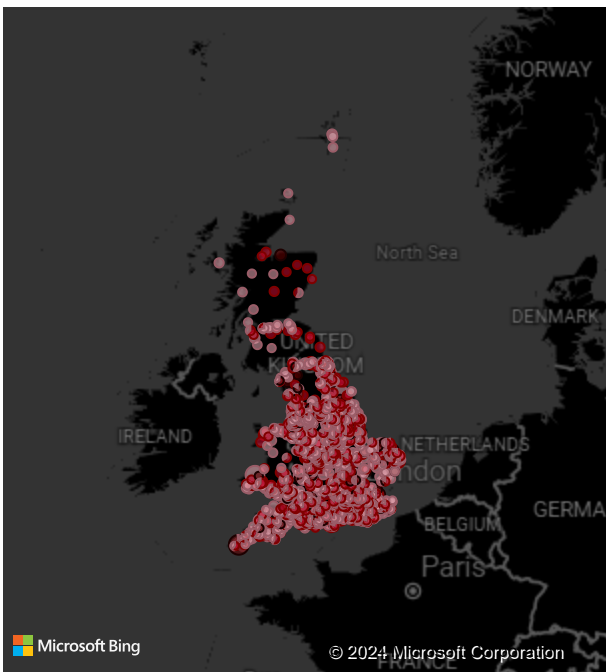 NORWAY
North Sea
DENMARK
UNITED
KINGDOM
IRELAND
NETHERLANDS
London
GERMA
BELGIUM
Paris
Microsoft Bing
© 2024 Microsoft Corporation
FRANCE